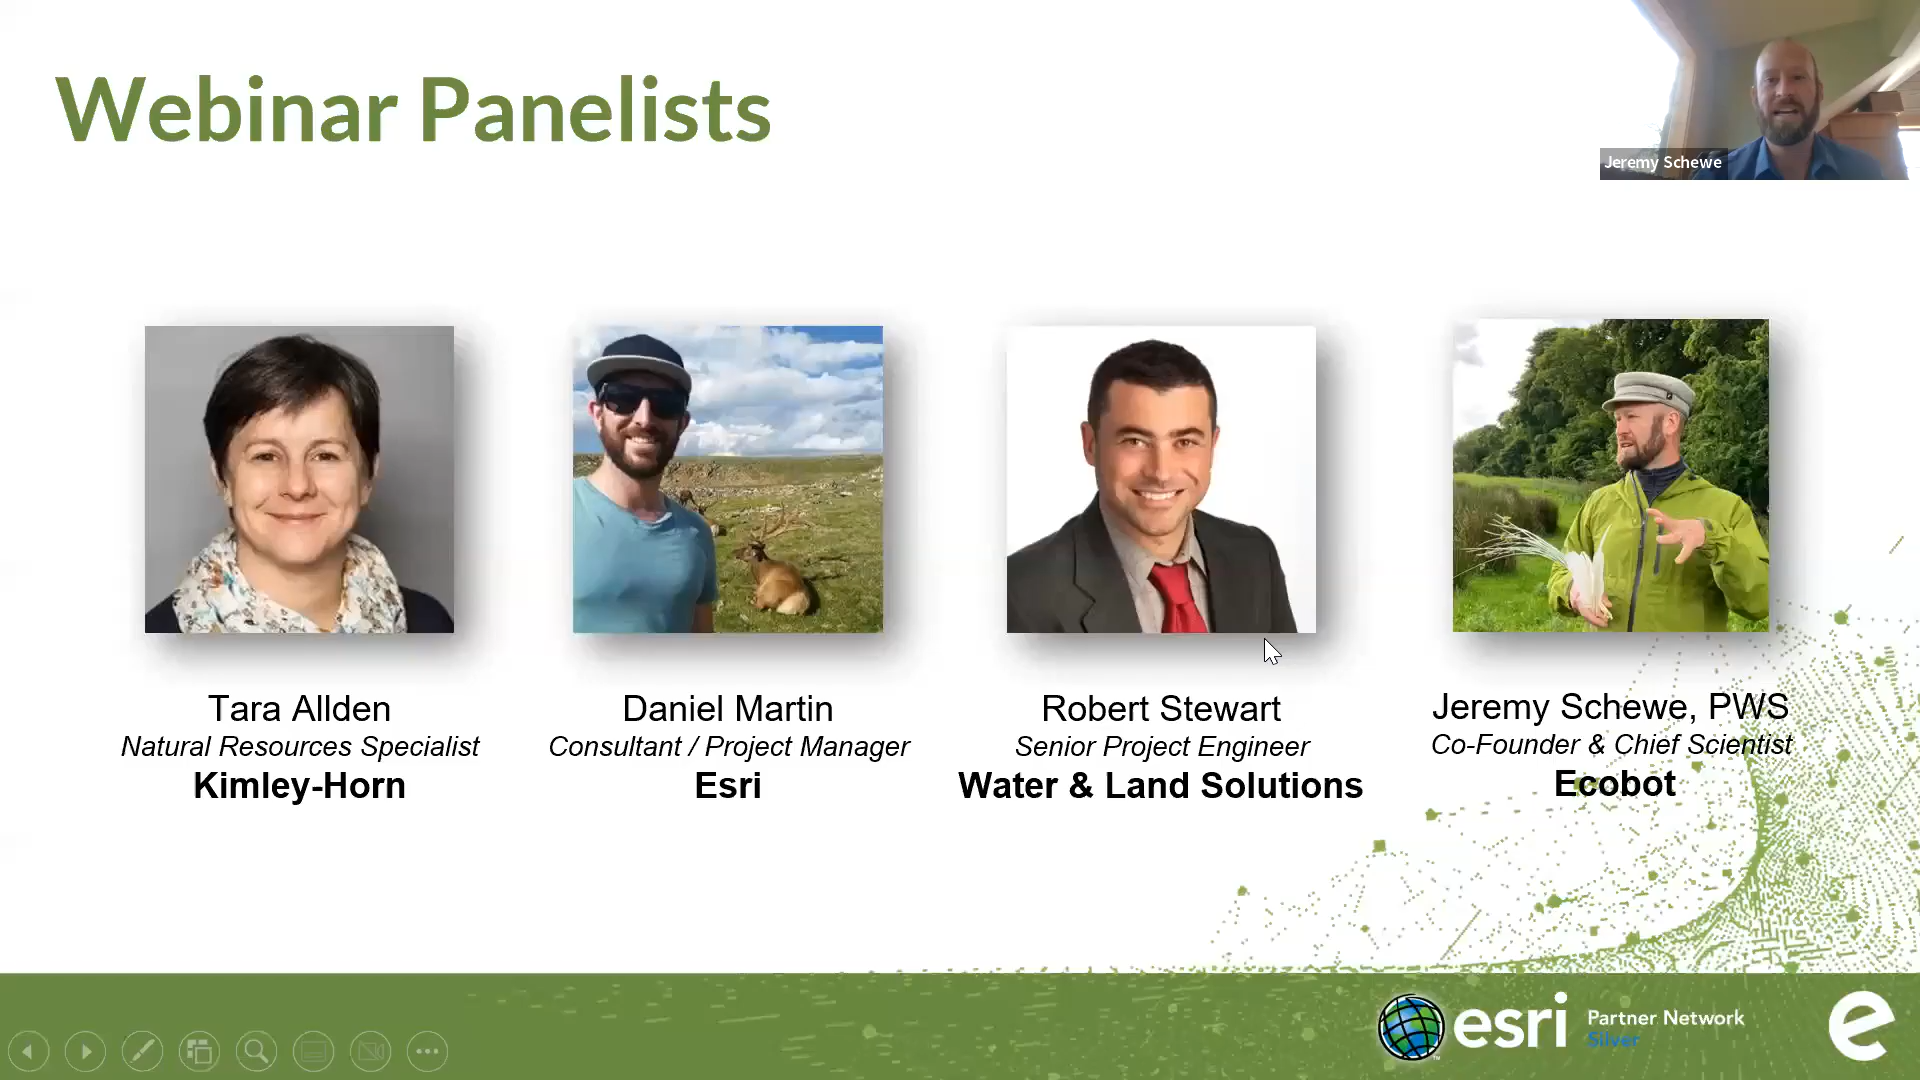 Webinar Panelists
Jeremy Schewe
Tara Allden
Natural Resources Specialist
Kimley-Horn
Daniel Martin
Consultant / Project Manager
Esri
Robert Stewart
Senior Project Engineer
Water & Land Solutions
Jeremy Schewe, PWS
Co-Founder & Chief Scientist
Ecobot
esri
Partner Network
Silver
e